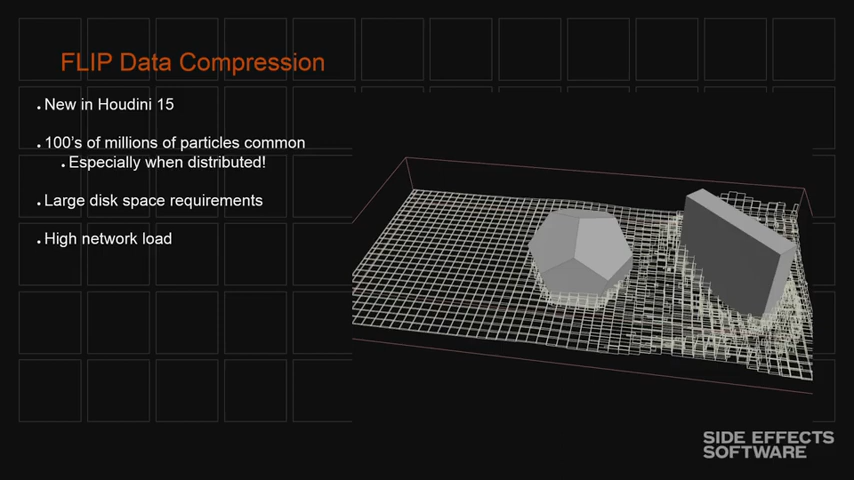 FLIP Data Compression
• New in Houdini 15
• 100's of millions of particles common
• Especially when distributed!
• Large disk space requirements
• High network load
SIDE EFFECTS
SOFTWARE